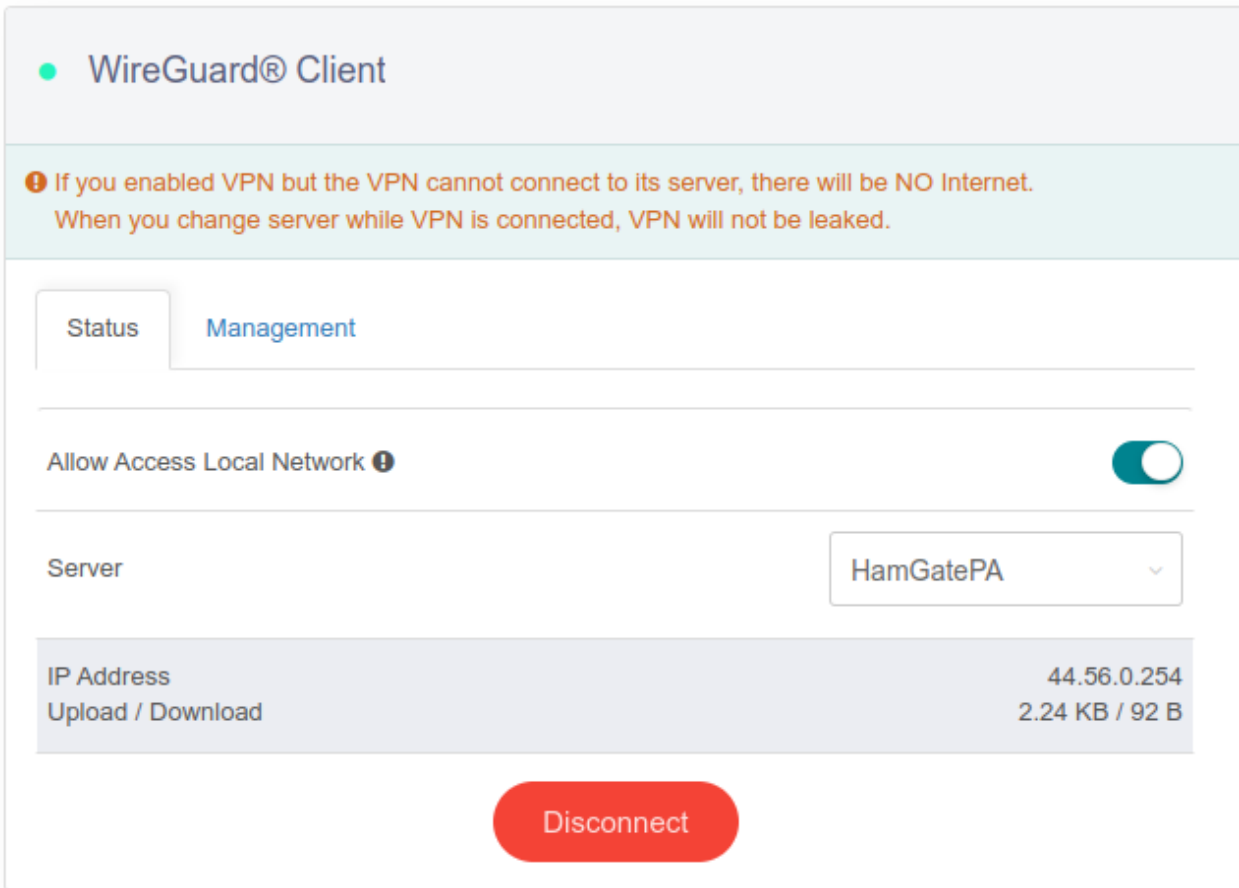 WireGuard® Client
If you enabled VPN but the VPN cannot connect to its server, there will be NO Internet.
When you change server while VPN is connected, VPN will not be leaked.
Status
Management
Allow Access Local Network
Server
HamGatePA
IP Address
44.56.0.254
Upload / Download
2.24 KB / 92 B
Disconnect